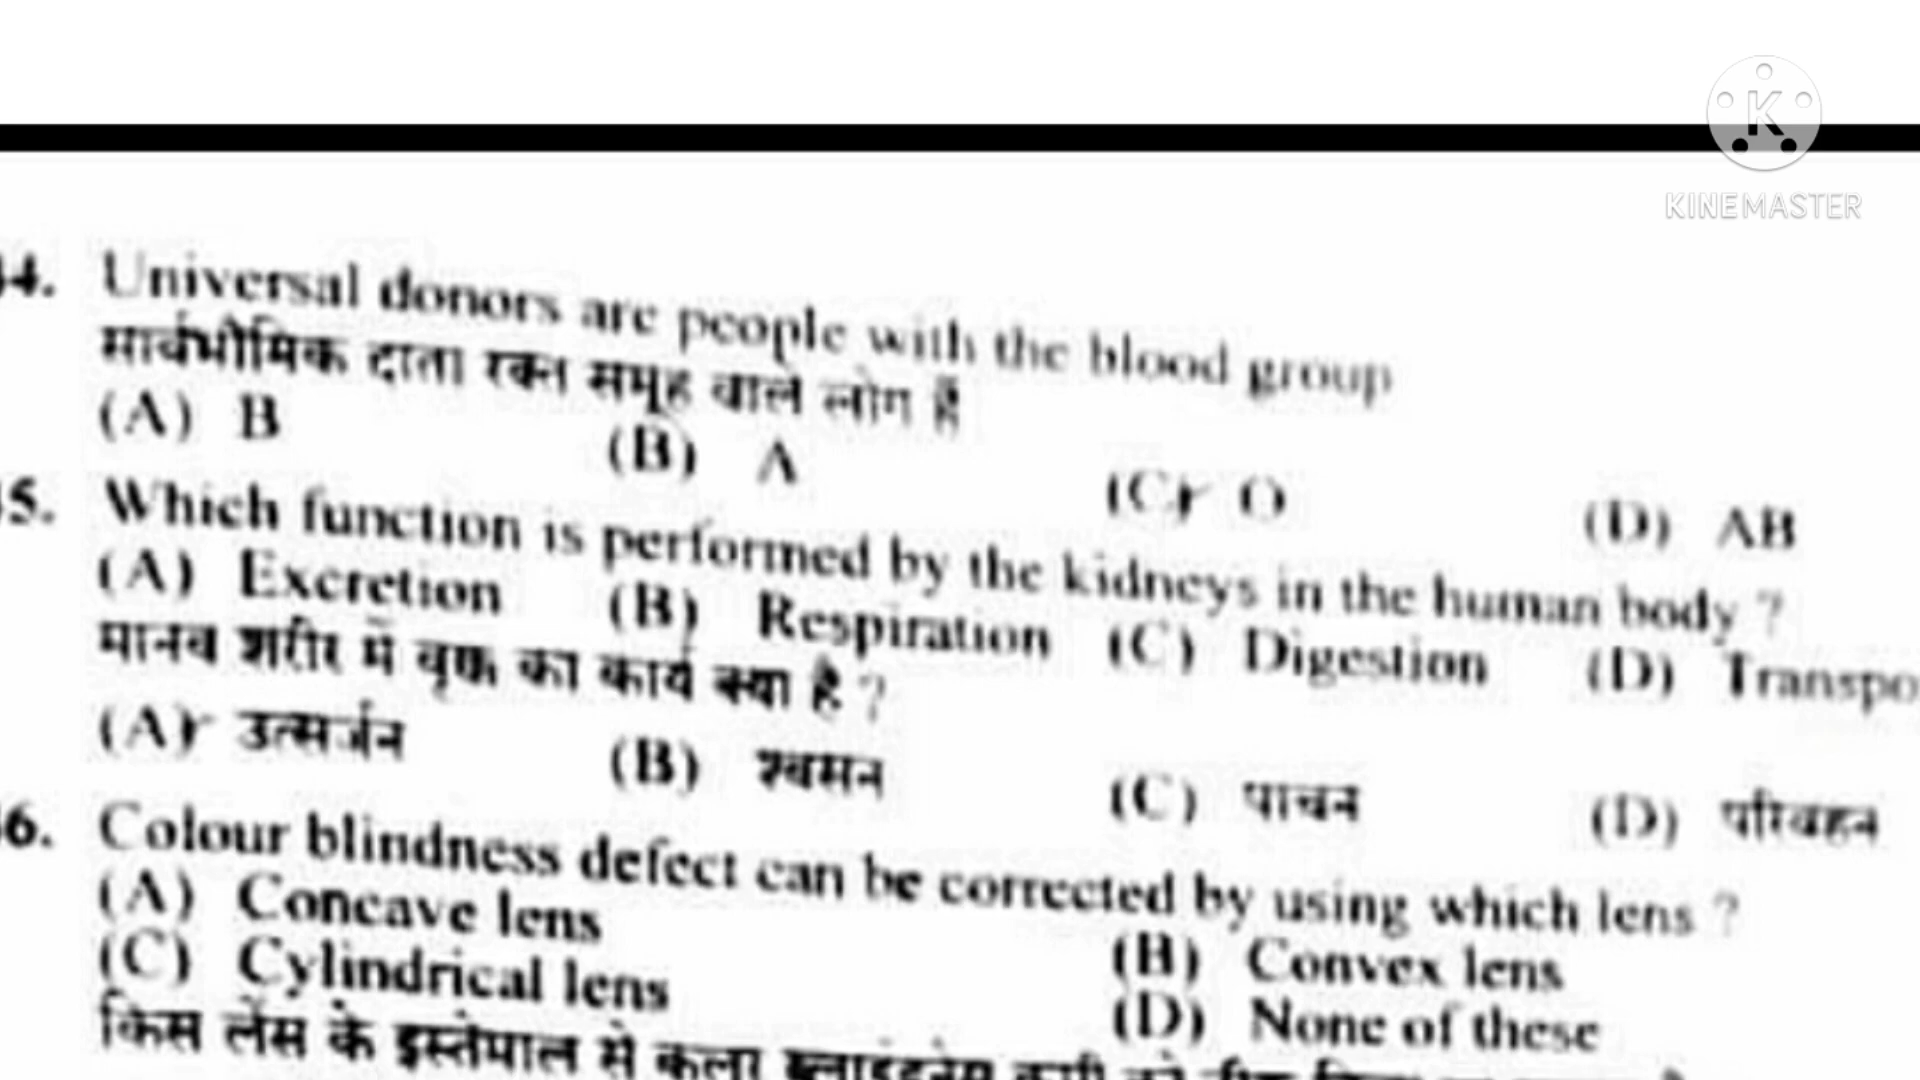 KINEMASTER
4. Universal donors are people with the blood group
सार्वभौमिक दाता रक्त समूह वाले लोग हैं
(A) B (B) A (C) O (D) AB
5. Which function is performed by the kidneys in the human body ?
(A) Excretion (B) Respiration (C) Digestion (D) Transpo
मानव शरीर में वृक्क का कार्य क्या है ?
(A) उत्सर्जन (B) श्वसन (C) पाचन (D) परिवहन
6. Colour blindness defect can be corrected by using which lens ?
(A) Concave lens (B) Convex lens
(C) Cylindrical lens (D) None of these
किस लेंस के इस्तेमाल से